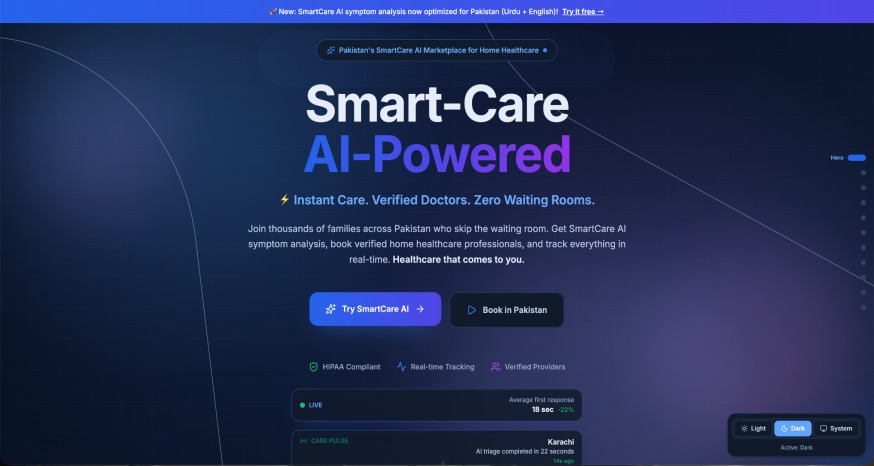 🚀 New: SmartCare AI symptom analysis now optimized for Pakistan (Urdu + English)! Try it free →
Pakistan's SmartCare AI Marketplace for Home Healthcare
Smart-Care
AI-Powered
⚡ Instant Care. Verified Doctors. Zero Waiting Rooms.
Join thousands of families across Pakistan who skip the waiting room. Get SmartCare AI
symptom analysis, book verified home healthcare professionals, and track everything in
real-time. Healthcare that comes to you.
Hero
Try SmartCare AI →
Book in Pakistan
HIPAA Compliant
Real-time Tracking
Verified Providers
LIVE
Average first response
18 sec -22%
CARE PULSE
Karachi
AI triage completed in 22 seconds
14s ago
Light
Dark
System
Active: Dark